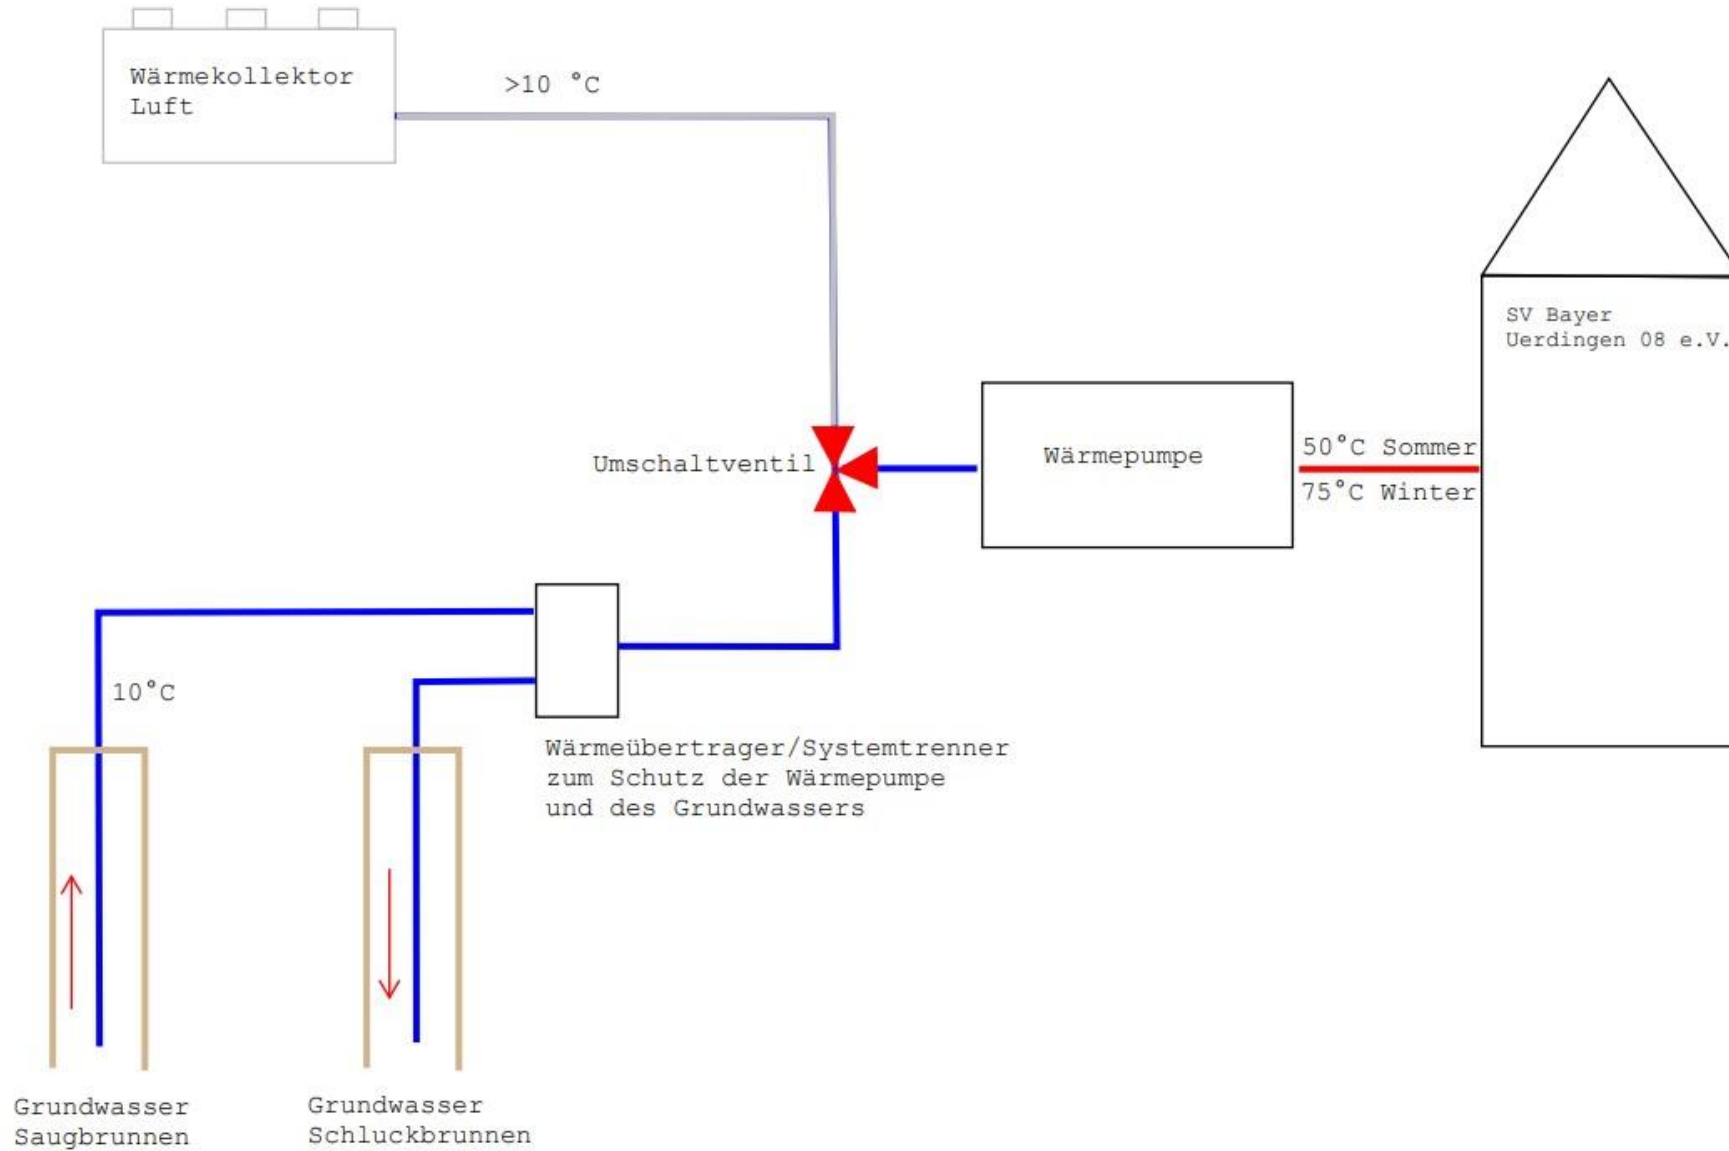 Wärmekollektor
Luft
>10 °C
SV Bayer
Uerdingen 08 e.V.
Umschaltventil
Wärmepumpe
50°C Sommer
75°C Winter
10°C
Wärmeübertrager/Systemtrenner
zum Schutz der Wärmepumpe
und des Grundwassers
Grundwasser
Saugbrunnen
Grundwasser
Schluckbrunnen